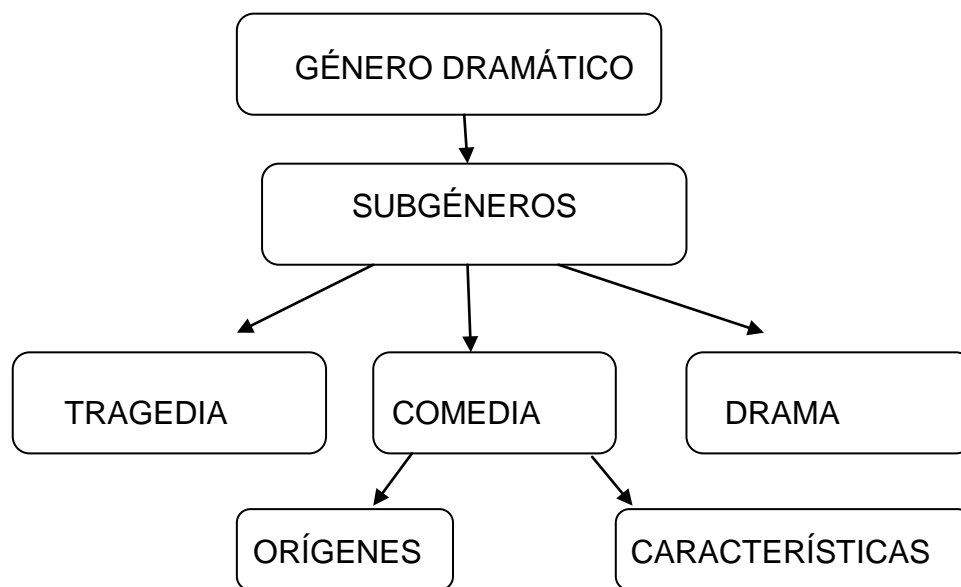 GÉNERO DRAMÁTICO
SUBGÉNEROS
TRAGEDIA
COMEDIA
DRAMA
ORÍGENES
CARACTERÍSTICAS